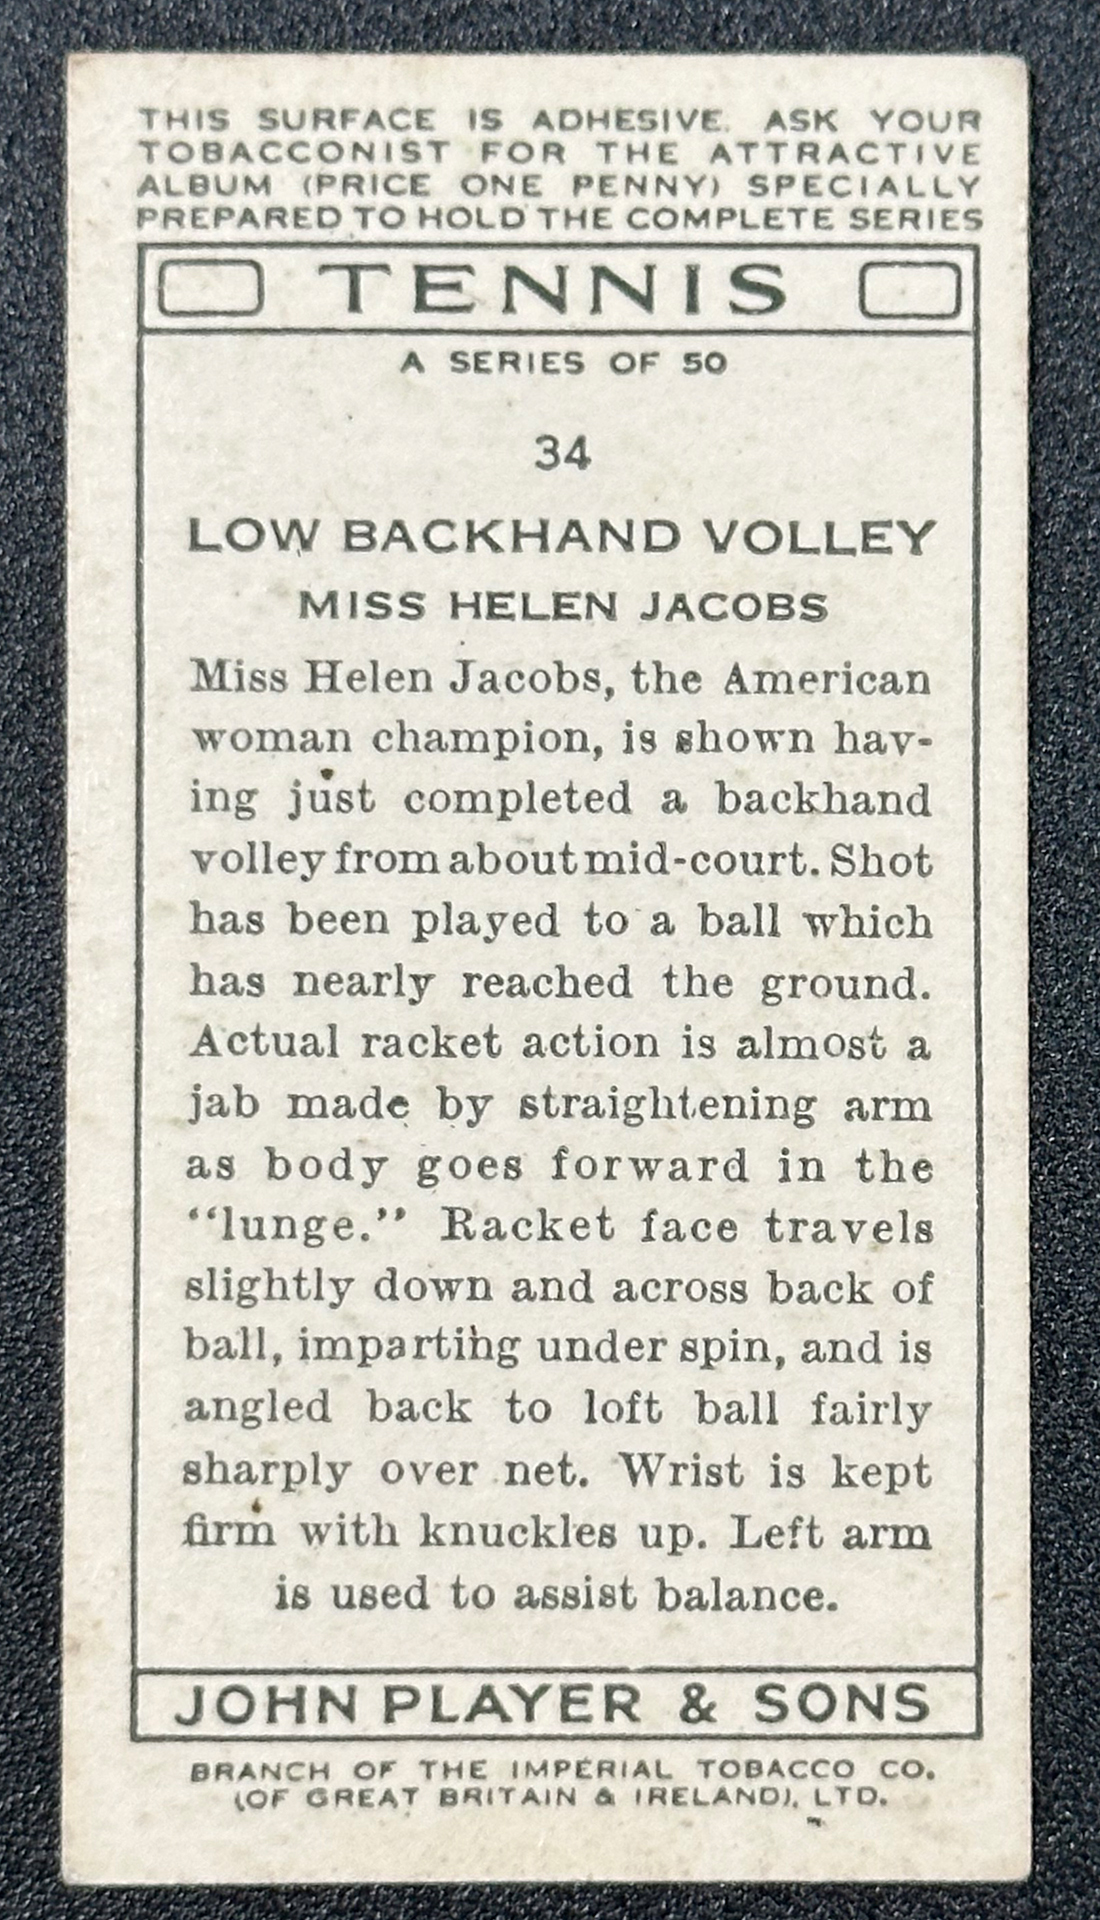 THIS SURFACE IS ADHESIVE. ASK YOUR
TOBACCONIST FOR THE ATTRACTIVE
ALBUM (PRICE ONE PENNY) SPECIALLY
PREPARED TO HOLD THE COMPLETE SERIES
TENNIS
A SERIES OF 50
34
LOW BACKHAND VOLLEY
MISS HELEN JACOBS
Miss Helen Jacobs, the American
woman champion, is shown hav-
ing just completed a backhand
volley from about mid-court. Shot
has been played to a ball which
has nearly reached the ground.
Actual racket action is almost a
jab made by straightening arm
as body goes forward in the
“lunge.” Racket face travels
slightly down and across back of
ball, imparting under spin, and is
angled back to loft ball fairly
sharply over net. Wrist is kept
firm with knuckles up. Left arm
is used to assist balance.
JOHN PLAYER & SONS
BRANCH OF THE IMPERIAL TOBACCO CO.
(OF GREAT BRITAIN & IRELAND), LTD.